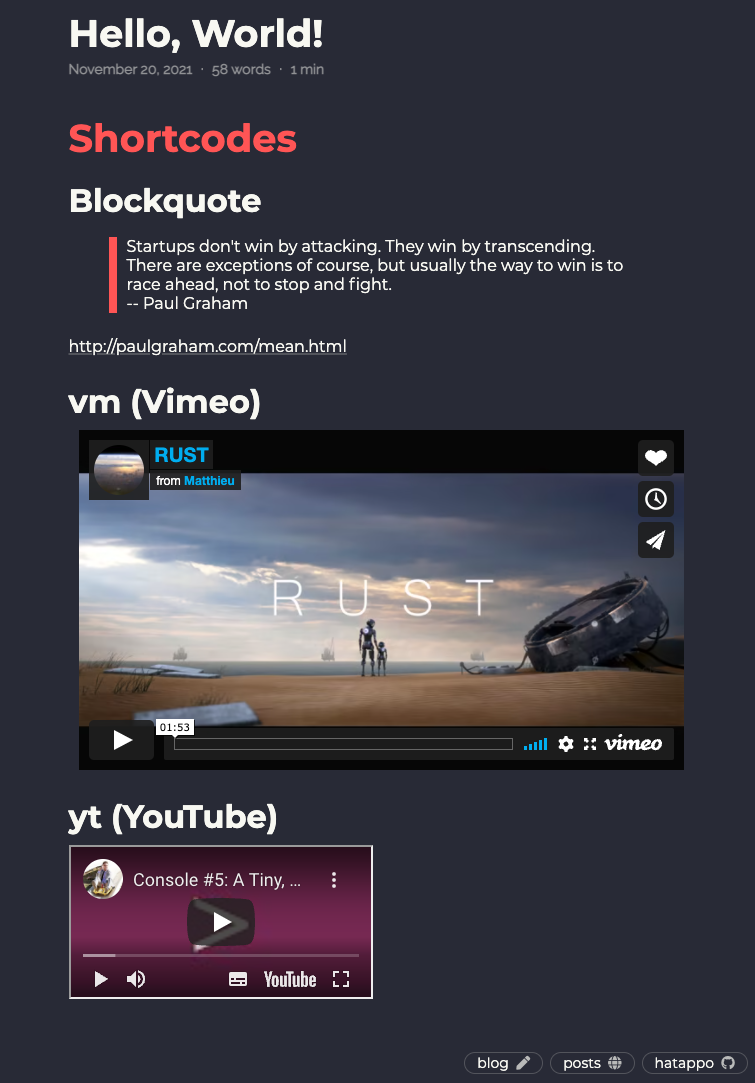 Hello, World!
November 20, 2021 · 58 words · 1 min
Shortcodes
Blockquote
Startups don't win by attacking. They win by transcending.
There are exceptions of course, but usually the way to win is to
race ahead, not to stop and fight.
-- Paul Graham
http://paulgraham.com/mean.html
vm (Vimeo)
RUST
from Matthieu
RUST
01:53
vimeo
yt (YouTube)
Console #5: A Tiny, ...
YouTube
blog
posts
hatappo